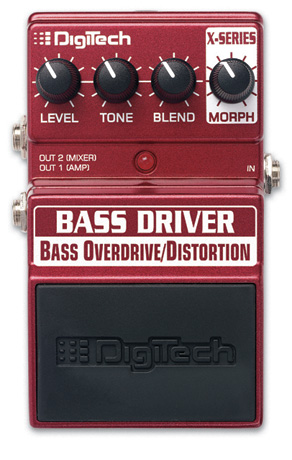 DigiTech
X-SERIES
LEVEL TONE BLEND MORPH
OUT 2 (MIXER)
OUT 1 (AMP) IN
BASS DRIVER
BASS OVERDRIVE/DISTORTION
DigiTech